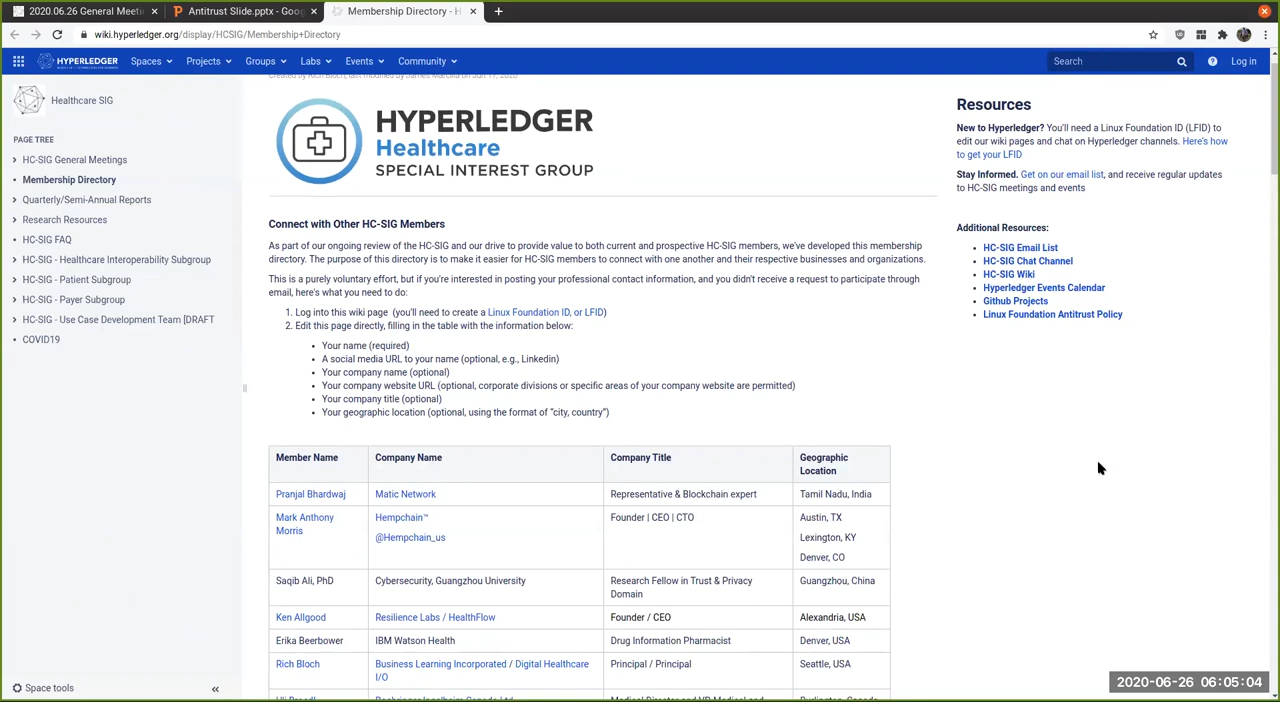 2020.06.26 General Meeti
Antitrust Slide.pptx - Goo
Membership Directory - H
wiki.hyperledger.org/display/HCSIG/Membership+Directory
HYPERLEDGER
Spaces
Projects
Groups
Labs
Events
Community
Search
Log in
Healthcare SIG
PAGE TREE
HC-SIG General Meetings
Membership Directory
Quarterly/Semi-Annual Reports
Research Resources
HC-SIG FAQ
HC-SIG - Healthcare Interoperability Subgroup
HC-SIG - Patient Subgroup
HC-SIG - Payer Subgroup
HC-SIG - Use Case Development Team [DRAFT
COVID19
Space tools
HYPERLEDGER
Healthcare
SPECIAL INTEREST GROUP
Connect with Other HC-SIG Members
As part of our ongoing review of the HC-SIG and our drive to provide value to both current and prospective HC-SIG members, we've developed this membership
directory. The purpose of this directory is to make it easier for HC-SIG members to connect with one another and their respective businesses and organizations.
This is purely voluntary effort, but if you're interested in posting your professional contact information, and you didn't receive a request to participate through
email, here's what you need to do:
1. Log into this wiki page (you'll need to create a Linux Foundation ID, or LFID)
2. Edit this page directly, filling in the table with the information below:
• Your name (required)
• A social media URL to your name (optional, e.g., Linkedin)
• Your company name (optional)
• Your company website URL (optional, corporate divisions or specific areas of your company website are permitted)
• Your company title (optional)
• Your geographic location (optional, using the format of "city, country")
Member Name Company Name Company Title Geographic
Location
Pranjal Bhardwaj Matic Network Representative & Blockchain expert Tamil Nadu, India
Mark Anthony Hempchain™ Founder | CEO | CTO Austin, TX
Morris @Hempchain_us Lexington, KY
Denver, CO
Saqib Ali, PhD Cybersecurity, Guangzhou University Research Fellow in Trust & Privacy Guangzhou, China
Domain
Ken Allgood Resilience Labs / HealthFlow Founder / CEO Alexandria, USA
Erika Beerbower IBM Watson Health Drug Information Pharmacist Denver, USA
Rich Bloch Business Learning Incorporated / Digital Healthcare Principal / Principal Seattle, USA
I/O
Resources
New to Hyperledger? You'll need a Linux Foundation ID (LFID) to
edit our wiki pages and chat on Hyperledger channels. Here's how
to get your LFID
Stay Informed. Get on our email list, and receive regular updates
to HC-SIG meetings and events
Additional Resources:
• HC-SIG Email List
• HC-SIG Chat Channel
• HC-SIG Wiki
• Hyperledger Events Calendar
• Github Projects
• Linux Foundation Antitrust Policy
2020-06-26 06:05:04